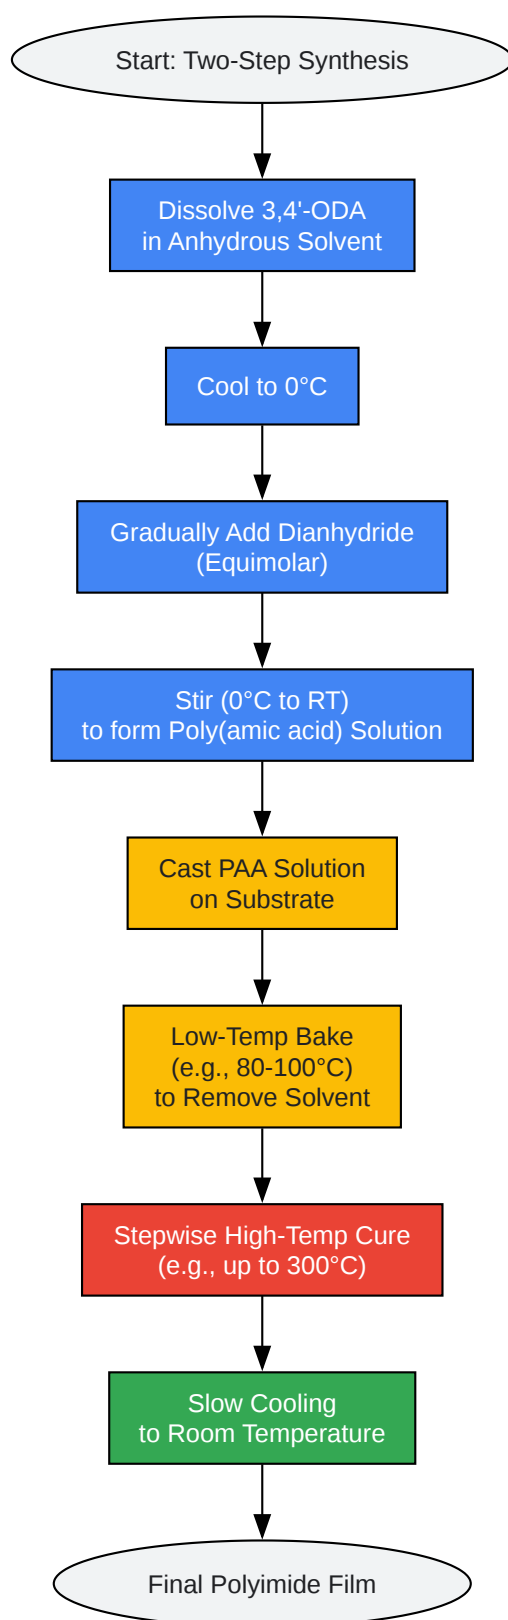 Start: Two-Step Synthesis
Dissolve 3,4'-ODA
in Anhydrous Solvent
Cool to 0°C
Gradually Add Dianhydride
(Equimolar)
Stir (0°C to RT)
to form Poly(amic acid) Solution
Cast PAA Solution
on Substrate
Low-Temp Bake
(e.g., 80-100°C)
to Remove Solvent
Stepwise High-Temp Cure
(e.g., up to 300°C)
Slow Cooling
to Room Temperature
Final Polyimide Film